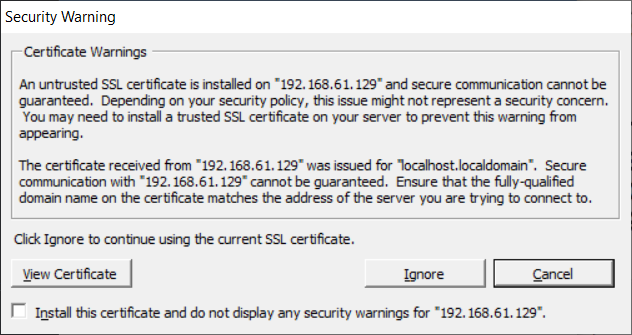 Security Warning
Certificate Warnings
An untrusted SSL certificate is installed on "192.168.61.129" and secure communication cannot be
guaranteed. Depending on your security policy, this issue might not represent a security concern.
You may need to install a trusted SSL certificate on your server to prevent this warning from
appearing.
The certificate received from "192.168.61.129" was issued for "localhost.localdomain". Secure
communication with "192.168.61.129" cannot be guaranteed. Ensure that the fully-qualified
domain name on the certificate matches the address of the server you are trying to connect to.
Click Ignore to continue using the current SSL certificate.
View Certificate
Ignore
Cancel
Install this certificate and do not display any security warnings for "192.168.61.129".